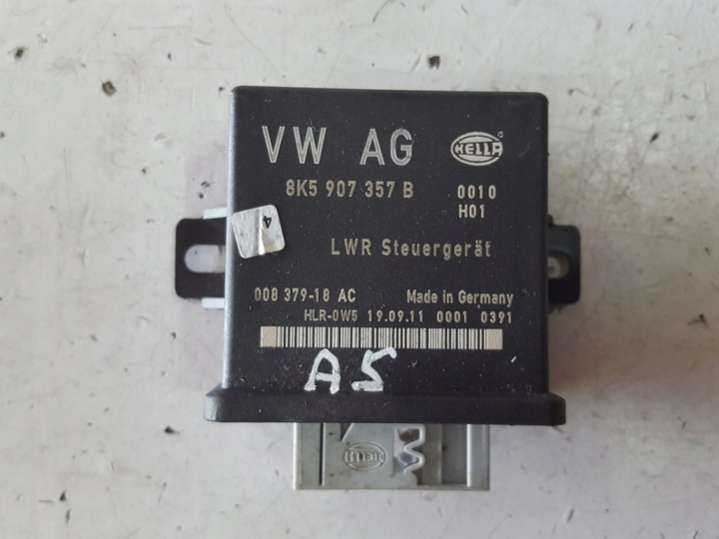 VW AG HELLA
8K5 907 357 B 0010
H01
4
LWR Steuergerät
008 379-18 AC Made in Germany
HLR-0W5 19.09.11 0001 0391
A5
HELLA